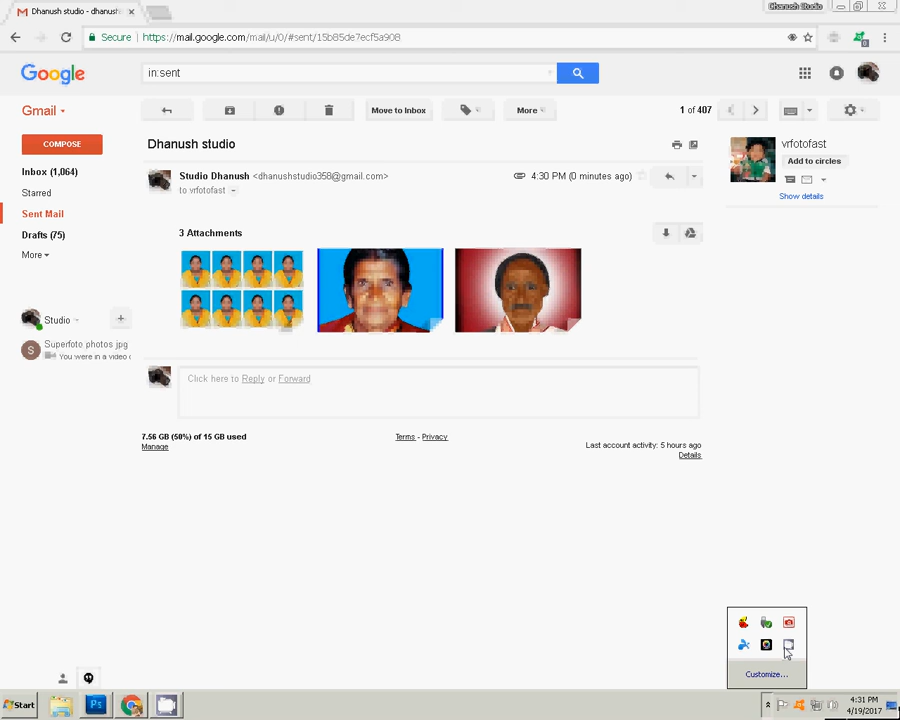 Dhanush studio - dhanush
Dhanush Studio
Secure
https://mail.google.com/mail/u/0/#sent/15b85de7ecf5a908
Google
in:sent
Gmail
Move to Inbox
More
1 of 407
COMPOSE
Dhanush studio
vrfotofast
Add to circles
Show details
Inbox (1,064)
Starred
Sent Mail
Drafts (75)
More
Studio Dhanush <dhanushstudio358@gmail.com>
4:30 PM (0 minutes ago)
to vrfotofast
3 Attachments
Studio
S
Superfoto photos jpg
You were in a video c
Click here to Reply or Forward
7.56 GB (50%) of 15 GB used
Manage
Terms - Privacy
Last account activity: 5 hours ago
Details
Customize...
Start
Ps
4:31 PM
4/19/2017